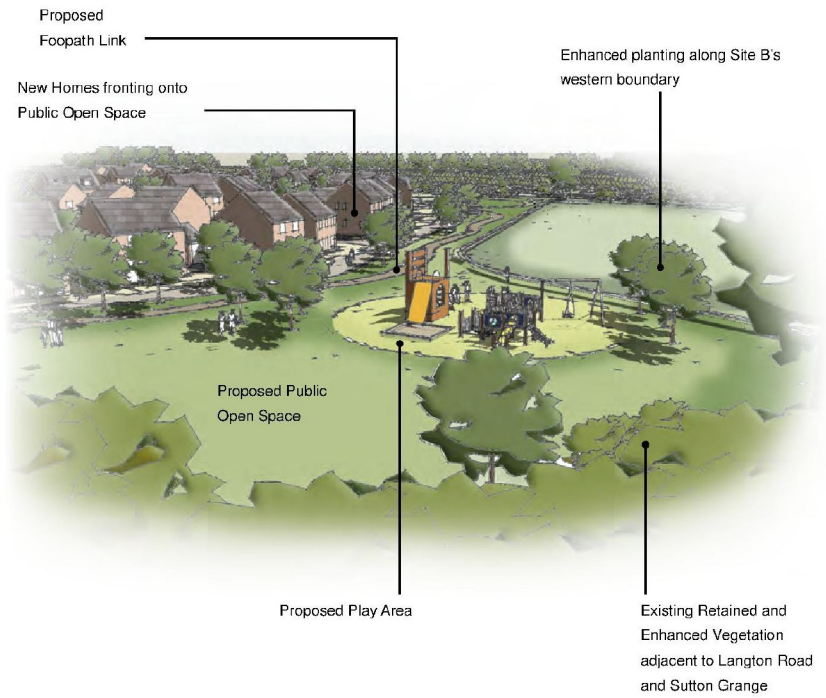 Proposed
Foopath Link
New Homes fronting onto
Public Open Space
Enhanced planting along Site B's
western boundary
Proposed Public
Open Space
Proposed Play Area
Existing Retained and
Enhanced Vegetation
adjacent to Langton Road
and Sutton Grange